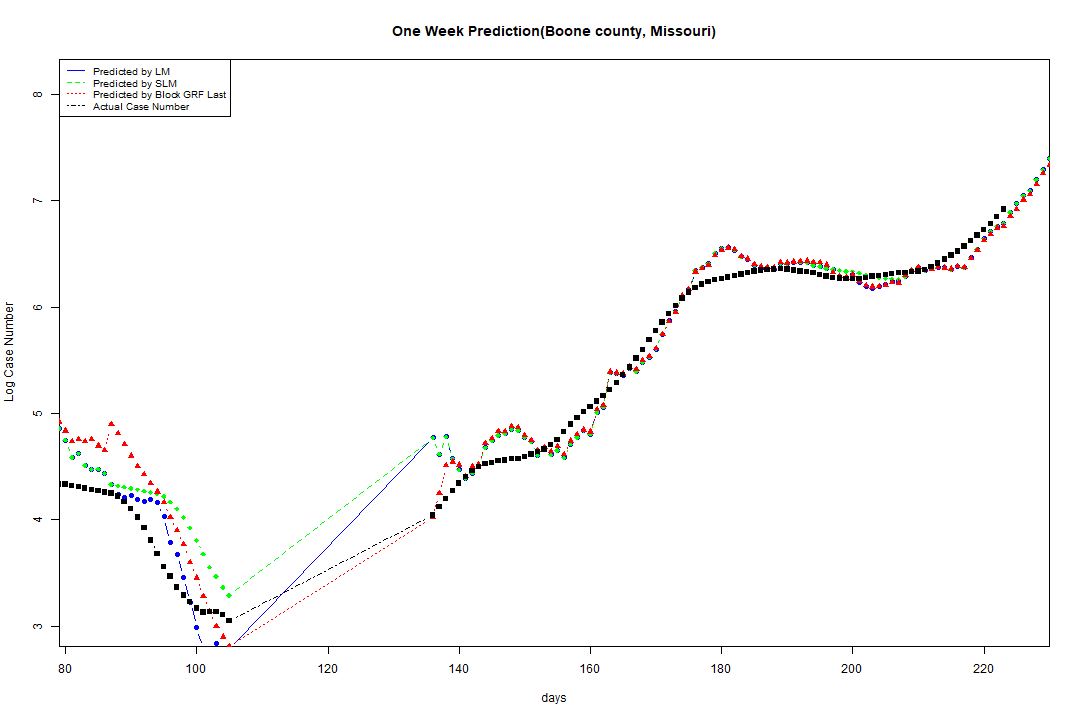 One Week Prediction(Boone county, Missouri)
Predicted by LM
Predicted by SLM
Predicted by Block GRF Last
Actual Case Number
Log Case Number
8
7
6
5
4
3
80 100 120 140 160 180 200 220
days